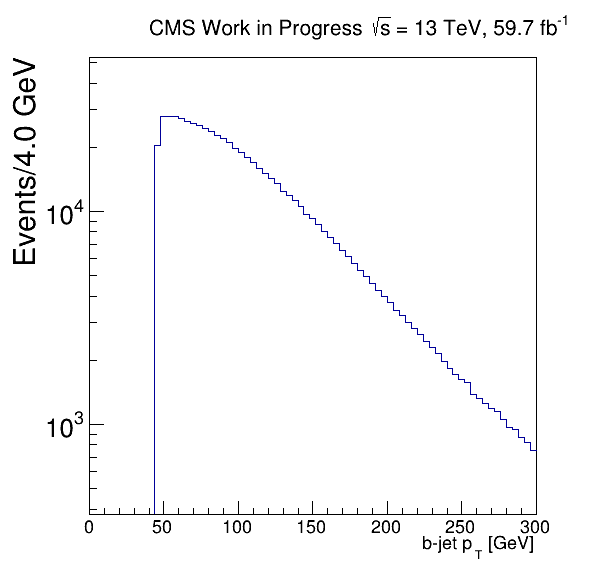 CMS Work in Progress √s = 13 TeV, 59.7 fb⁻¹
Events/4.0 GeV
10⁴
10³
0 50 100 150 200 250 300
b-jet p_T [GeV]